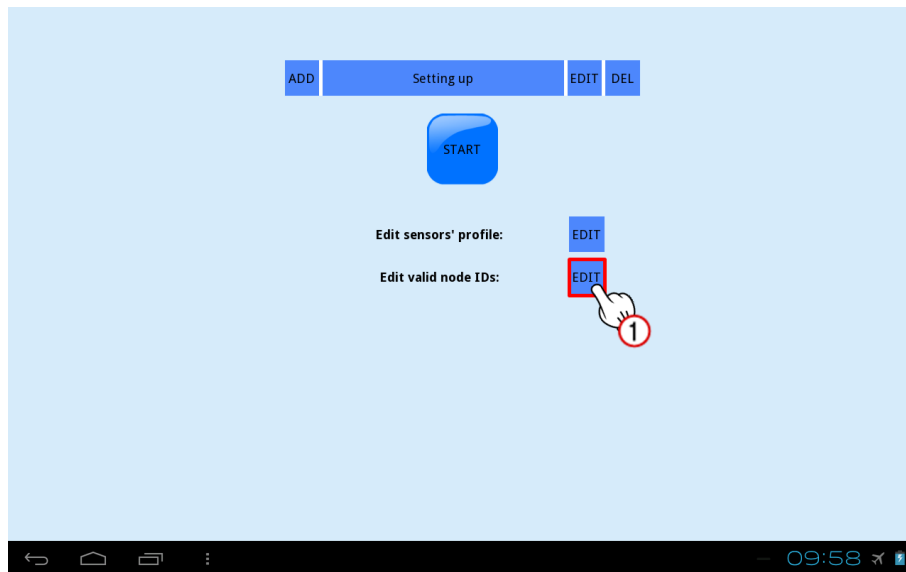 ADD Setting up EDIT DEL
START
Edit sensors' profile: EDIT
Edit valid node IDs: EDIT
1
09:58